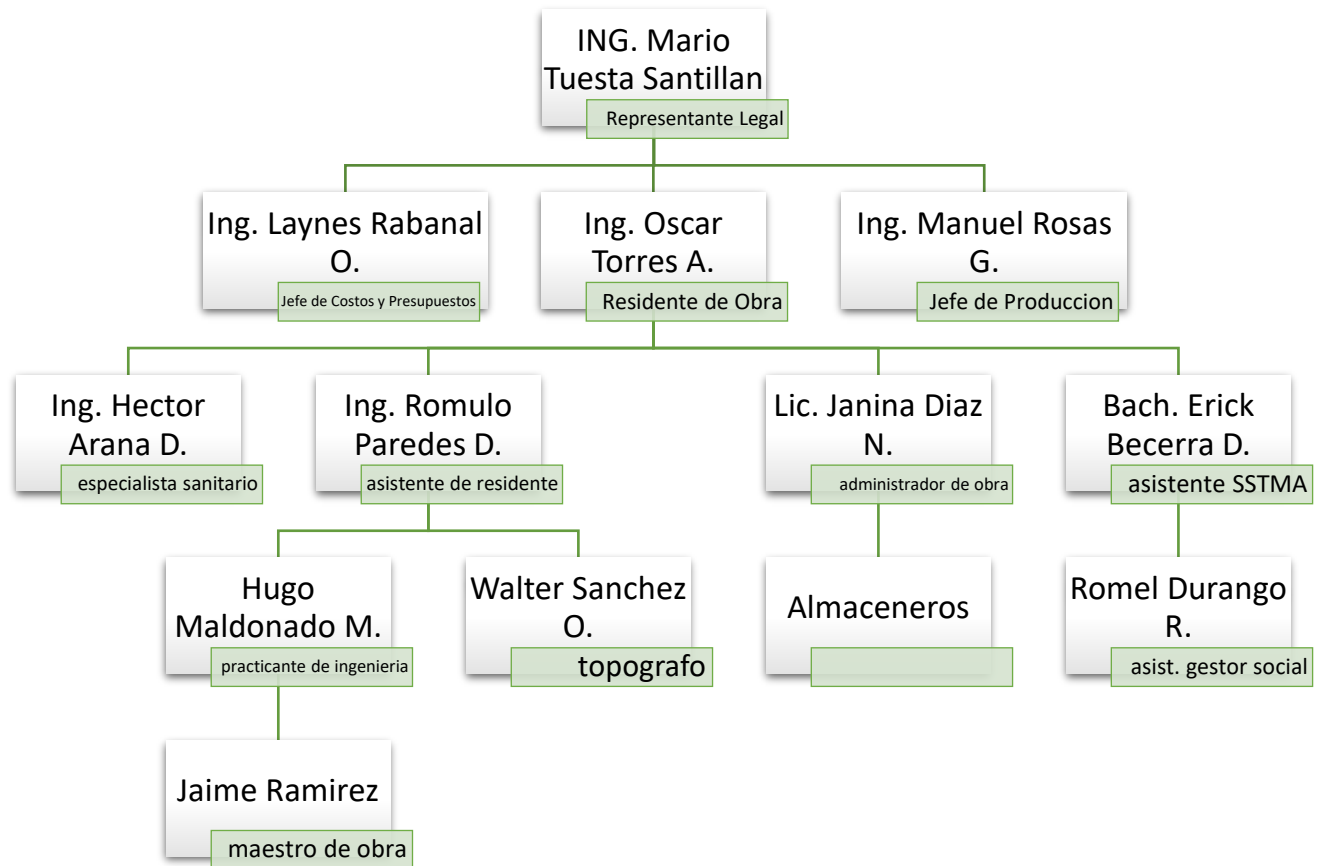 ING. Mario
Tuesta Santillan
Representante Legal
Ing. Laynes Rabanal
O.
Jefe de Costos y Presupuestos
Ing. Oscar
Torres A.
Residente de Obra
Ing. Manuel Rosas
G.
Jefe de Produccion
Ing. Hector
Arana D.
especialista sanitario
Ing. Romulo
Paredes D.
asistente de residente
Lic. Janina Diaz
N.
administrador de obra
Bach. Erick
Becerra D.
asistente SSTMA
Hugo
Maldonado M.
practicante de ingenieria
Walter Sanchez
O.
topografo
Almaceneros
Romel Durango
R.
asist. gestor social
Jaime Ramirez
maestro de obra